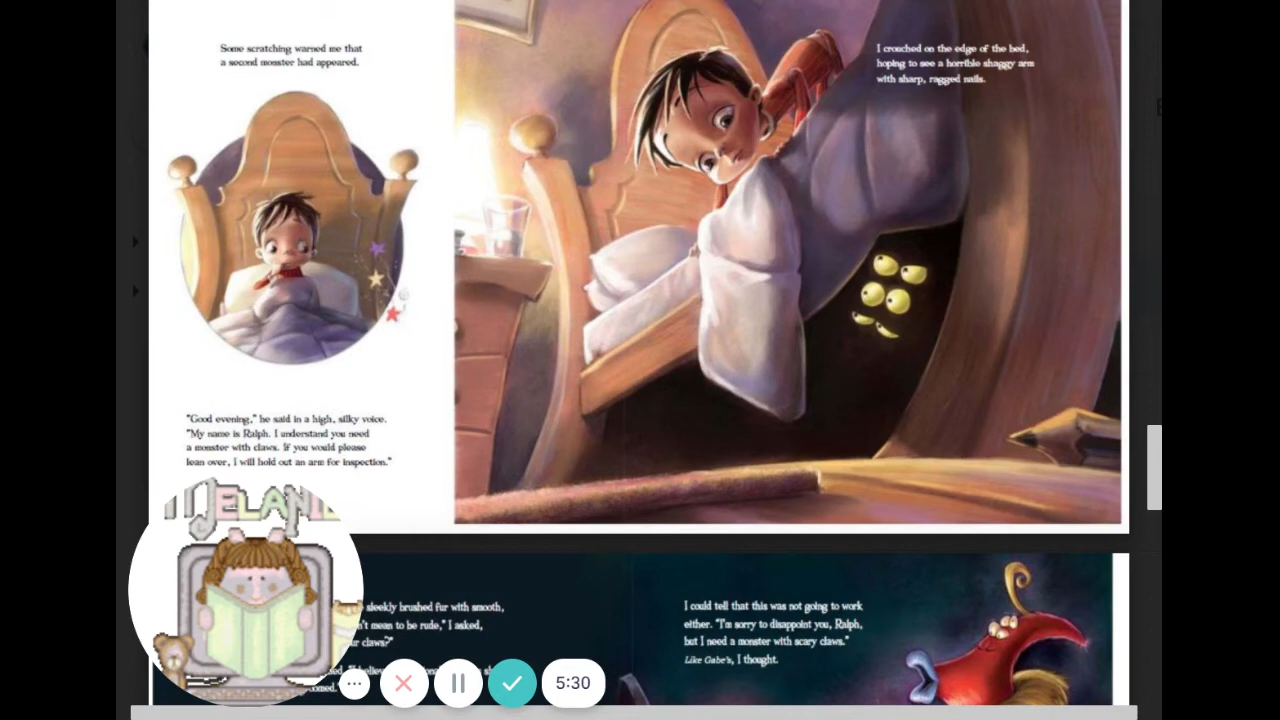 Some scratching warned me that
a second monster had appeared.
I crouched on the edge of the bed,
hoping to see a horrible shaggy arm
with sharp, ragged nails.
"Good evening," he said in a high, silky voice.
"My name is Ralph. I understand you need
a monster with claws. If you would please
lean over, I will hold out an arm for inspection."
sleekly brushed fur with smooth,
mean to be rude," I asked,
claws?"
I could tell that this was not going to work
either. "I'm sorry to disappoint you, Ralph,
but I need a monster with scary claws."
Like Gabe's, I thought.
5:30